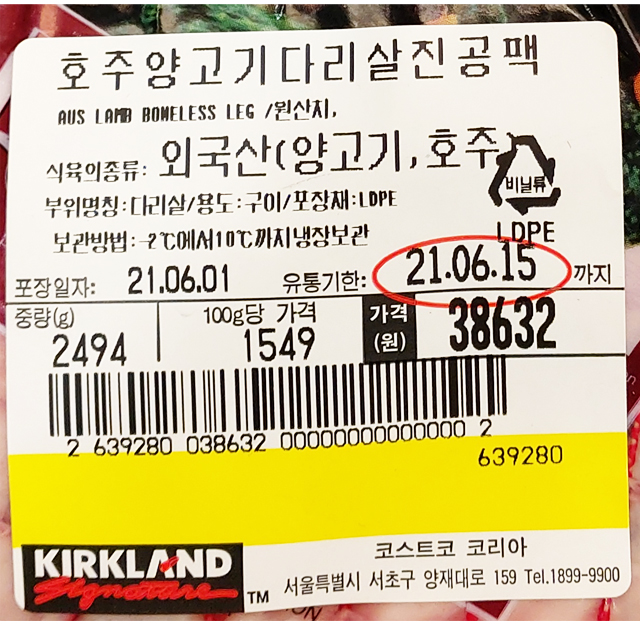 호주양고기다리살진공팩
AUS LAMB BONELESS LEG /원산지,
식육의종류: 외국산(양고기,호주
비닐류
부위명칭:다리살/용도:구이/포장재:LDPE
보관방법:-2℃에서10℃까지냉장보관
LDPE
포장일자: 21.06.01 유통기한: 21.06.15 까지
중량(g) 100g당 가격 가격(원)
2494 1549 38632
2 639280 038632 00000000000000 2
639280
KIRKLAND
Signature TM
코스트코 코리아
서울특별시 서초구 양재대로 159 Tel.1899-9900